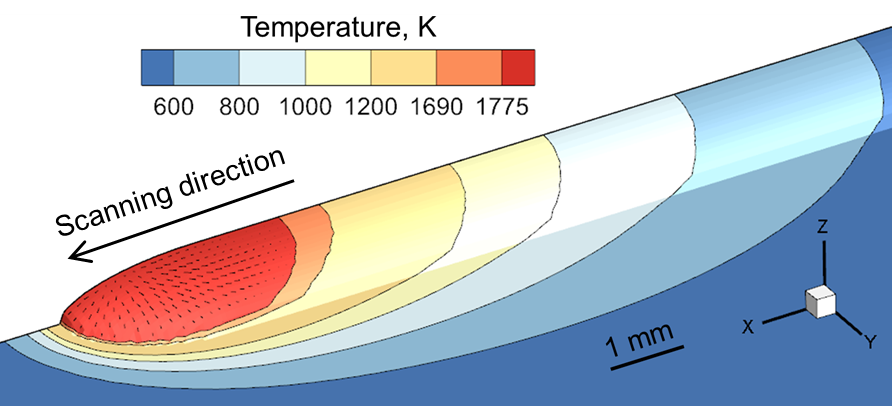 Temperature, K
600 800 1000 1200 1690 1775
Scanning direction
Z
X
Y
1 mm